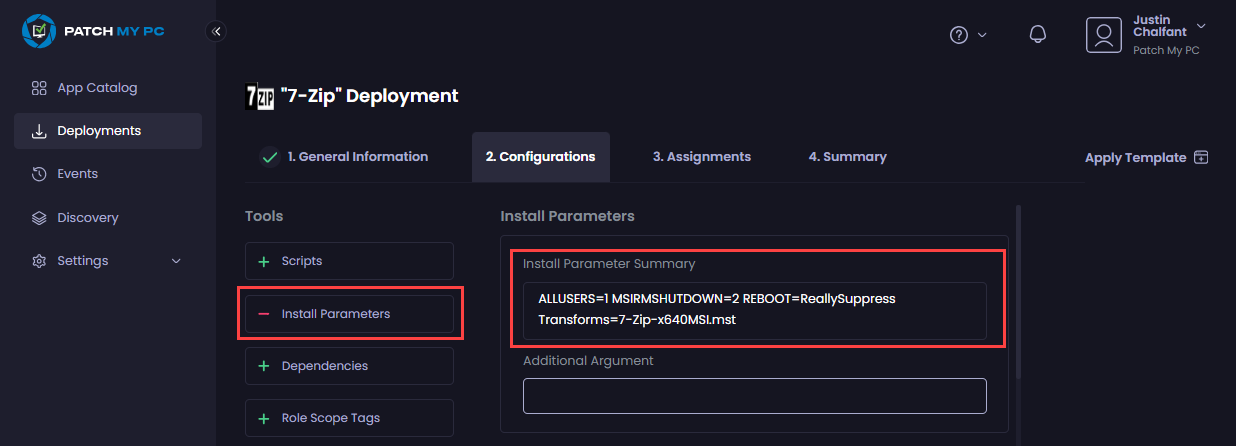 PATCH MY PC
Justin
Chalfant
Patch My PC
App Catalog
Deployments
Events
Discovery
Settings
7ZIP "7-Zip" Deployment
1. General Information
2. Configurations
3. Assignments
4. Summary
Apply Template
Tools
Scripts
Install Parameters
Dependencies
Role Scope Tags
Install Parameters
Install Parameter Summary
ALLUSERS=1 MSIRMSHUTDOWN=2 REBOOT=ReallySuppress
Transforms=7-Zip-x640MSI.mst
Additional Argument